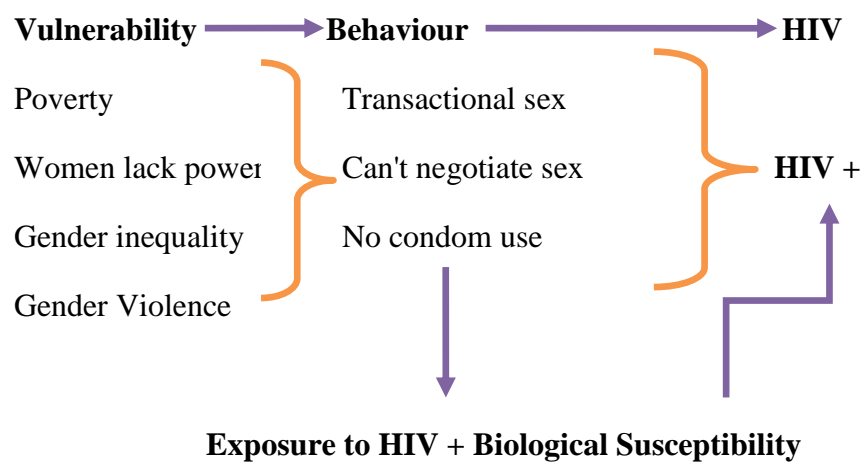 Vulnerability Behaviour HIV
Poverty Transactional sex
Women lack power Can't negotiate sex HIV +
Gender inequality No condom use
Gender Violence
Exposure to HIV + Biological Susceptibility